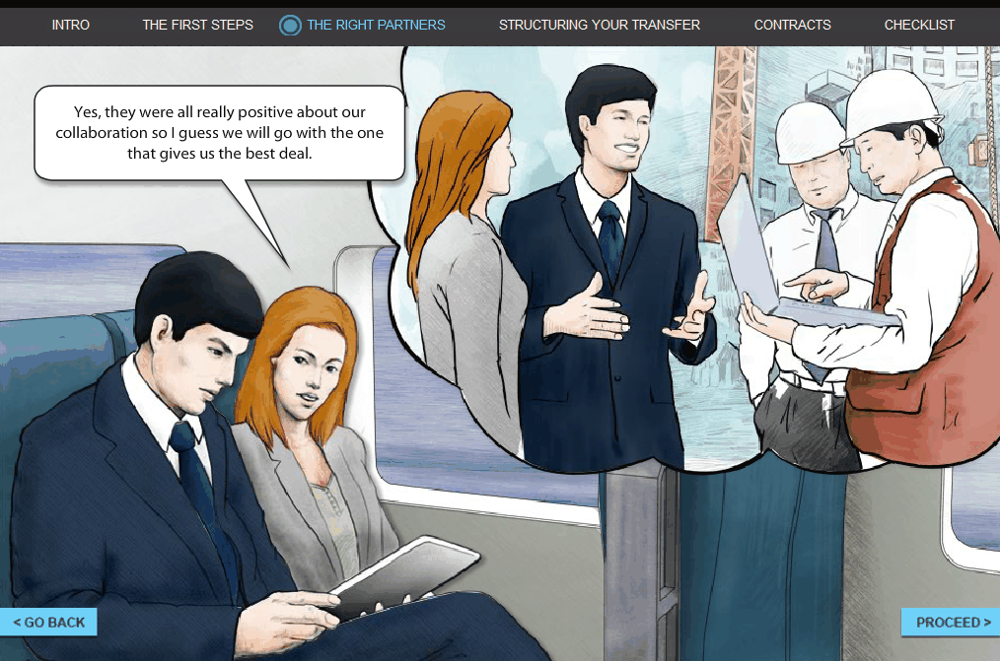 INTRO
THE FIRST STEPS
THE RIGHT PARTNERS
STRUCTURING YOUR TRANSFER
CONTRACTS
CHECKLIST
Yes, they were all really positive about our
collaboration so I guess we will go with the one
that gives us the best deal.
< GO BACK
PROCEED >